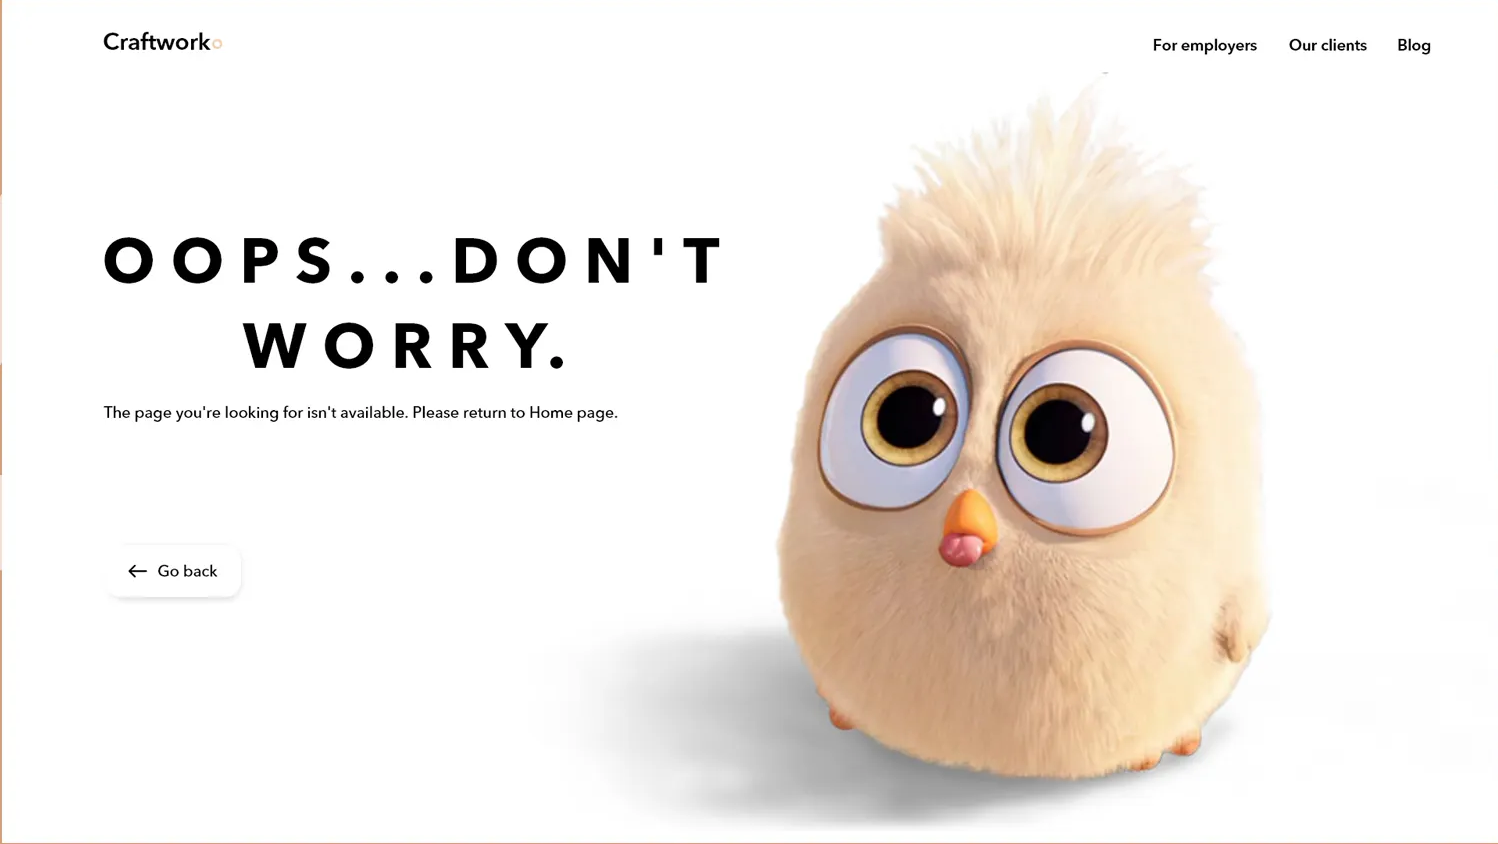 Craftwork
For employers Our clients Blog
OOPS...DON'T
WORRY.
The page you're looking for isn't available. Please return to Home page.
Go back